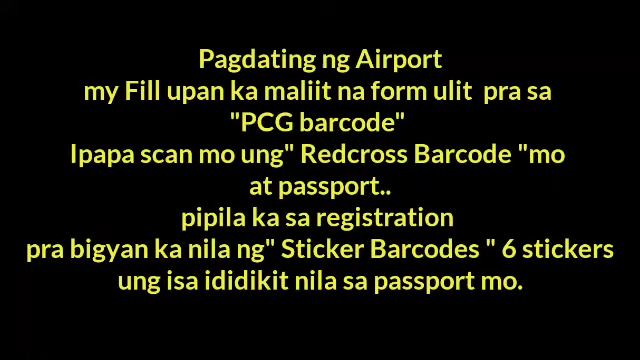 Pagdating ng Airport
my Fill upan ka maliit na form ulit pra sa
"PCG barcode"
Ipapa scan mo ung" Redcross Barcode "mo
at passport..
pipila ka sa registration
pra bigyan ka nila ng" Sticker Barcodes " 6 stickers
ung isa ididikit nila sa passport mo.